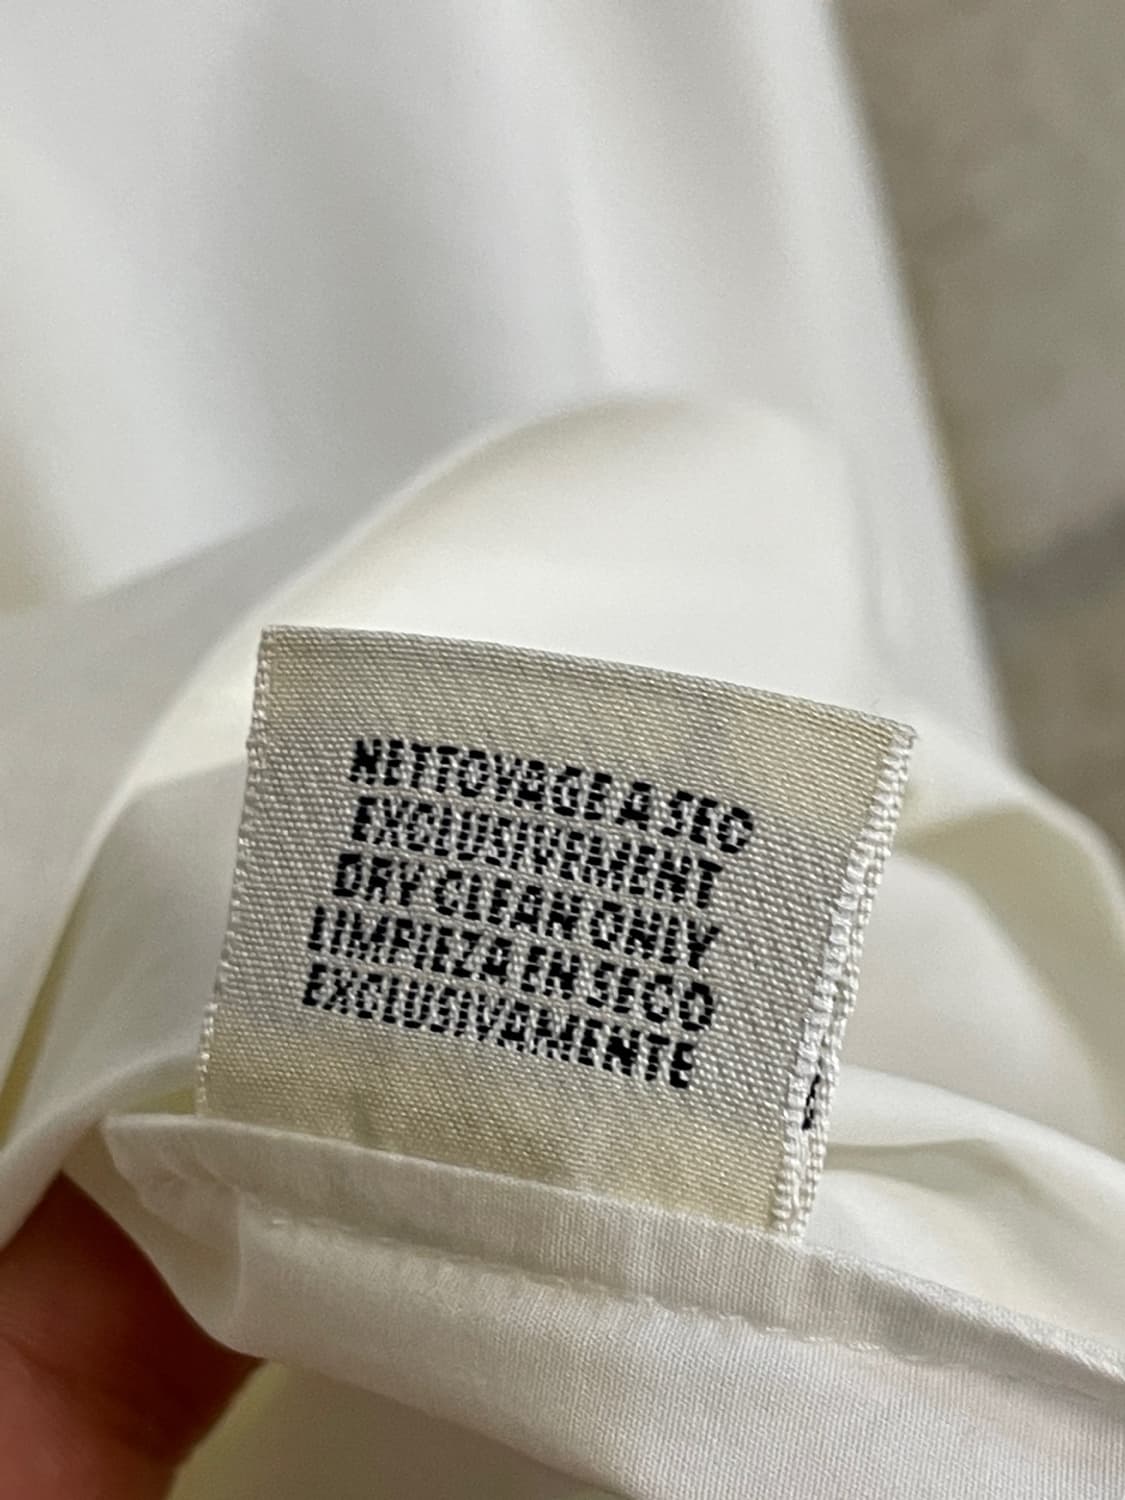 NETTOYAGE A SEC
EXCLUSIVEMENT
DRY CLEAN ONLY
LIMPIEZA EN SECO
EXCLUSIVAMENTE